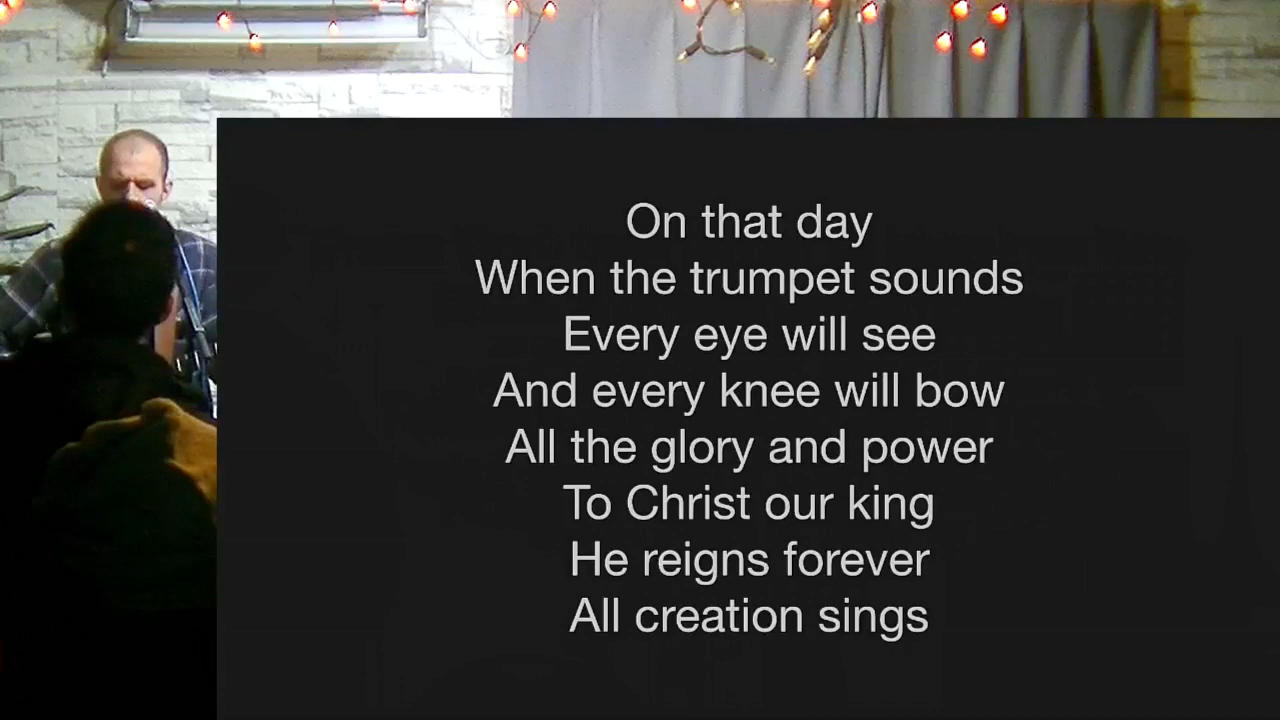 On that day
When the trumpet sounds
Every eye will see
And every knee will bow
All the glory and power
To Christ our king
He reigns forever
All creation sings